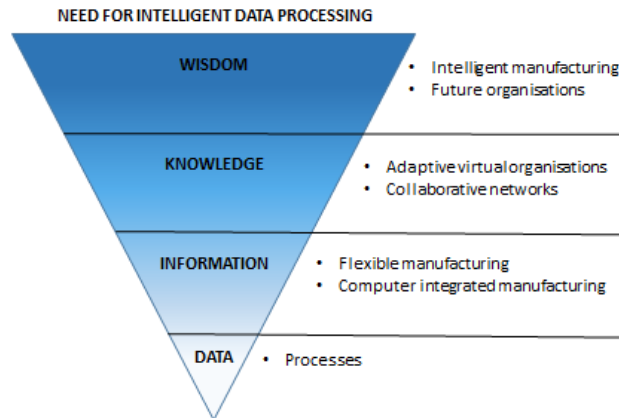 NEED FOR INTELLIGENT DATA PROCESSING
WISDOM
• Intelligent manufacturing
• Future organisations
KNOWLEDGE
• Adaptive virtual organisations
• Collaborative networks
INFORMATION
• Flexible manufacturing
• Computer integrated manufacturing
DATA
• Processes